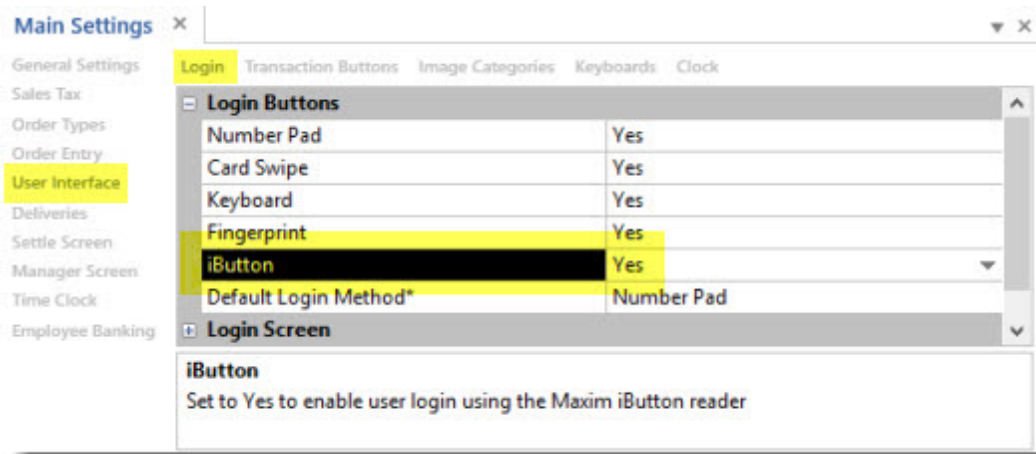 Main Settings
General Settings
Sales Tax
Order Types
Order Entry
User Interface
Deliveries
Settle Screen
Manager Screen
Time Clock
Employee Banking
Login Transaction Buttons Image Categories Keyboards Clock
Login Buttons
Number Pad Yes
Card Swipe Yes
Keyboard Yes
Fingerprint Yes
iButton Yes
Default Login Method* Number Pad
Login Screen
iButton
Set to Yes to enable user login using the Maxim iButton reader